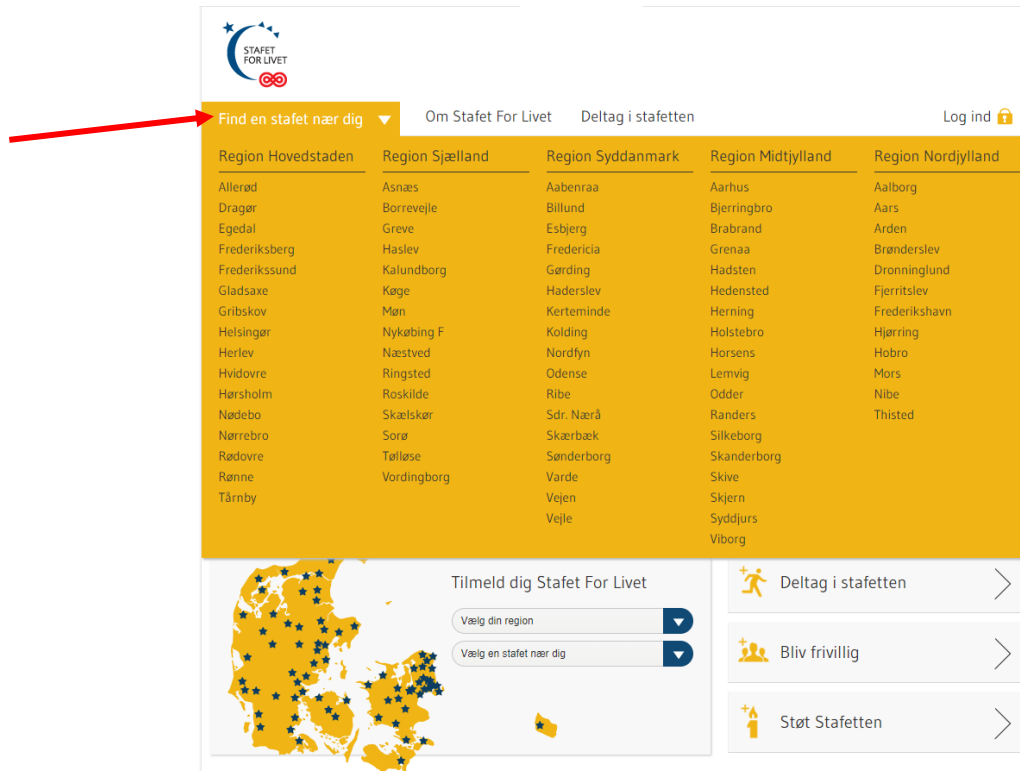 STAFET
FOR LIVET
Find en stafet nær dig
Om Stafet For Livet
Deltag i stafetten
Log ind
Region Hovedstaden
Allerød
Dragør
Egedal
Frederiksberg
Frederikssund
Gladsaxe
Gribskov
Helsingør
Herlev
Hvidovre
Hørsholm
Nødebo
Nørrebro
Rødovre
Rønne
Tårnby
Region Sjælland
Asnæs
Borrevejle
Greve
Haslev
Kalundborg
Køge
Møn
Nykøbing F
Næstved
Ringsted
Roskilde
Skælskør
Sorø
Tølløse
Vordingborg
Region Syddanmark
Aabenraa
Billund
Esbjerg
Fredericia
Gørding
Haderslev
Kerteminde
Kolding
Nordfyn
Odense
Ribe
Sdr. Nærå
Skærbæk
Sønderborg
Varde
Vejen
Vejle
Region Midtjylland
Aarhus
Bjerringbro
Brabrand
Grenaa
Hadsten
Hedensted
Herning
Holstebro
Horsens
Lemvig
Odder
Randers
Silkeborg
Skanderborg
Skive
Skjern
Syddjurs
Viborg
Region Nordjylland
Aalborg
Aars
Arden
Brønderslev
Dronninglund
Fjerritslev
Frederikshavn
Hjørring
Hobro
Mors
Nibe
Thisted
Tilmeld dig Stafet For Livet
Vælg din region
Vælg en stafet nær dig
Deltag i stafetten
Bliv frivillig
Støt Stafetten